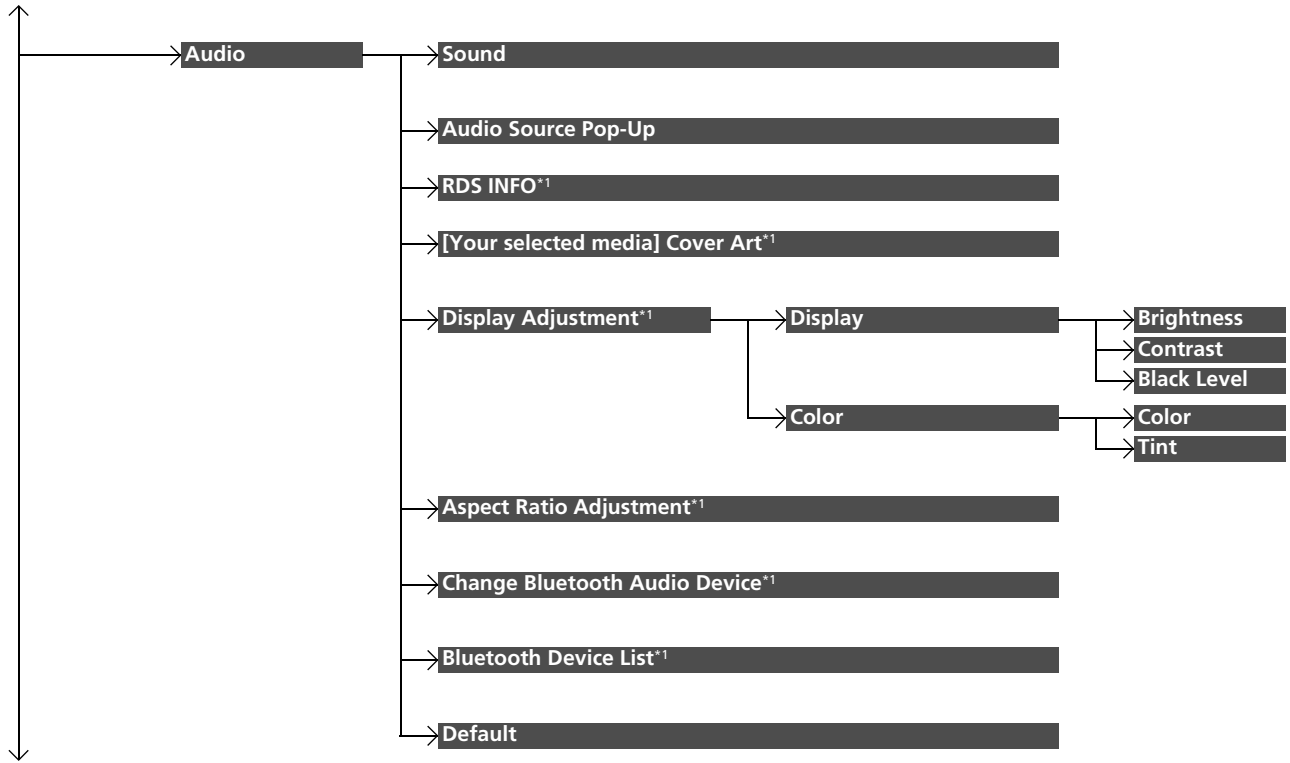 Audio
Sound
Audio Source Pop-Up
RDS INFO*1
[Your selected media] Cover Art*1
Display Adjustment*1
Display
Brightness
Contrast
Black Level
Color
Color
Tint
Aspect Ratio Adjustment*1
Change Bluetooth Audio Device*1
Bluetooth Device List*1
Default